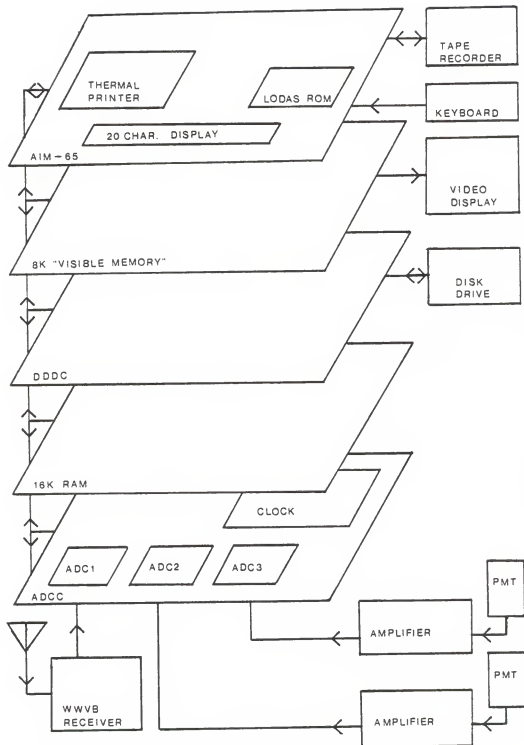 THERMAL
PRINTER
LODAS ROM
20 CHAR. DISPLAY
AIM-65
TAPE
RECORDER
KEYBOARD
8K "VISIBLE MEMORY"
VIDEO
DISPLAY
DDDC
DISK
DRIVE
16K RAM
CLOCK
ADC1
ADC2
ADC3
ADCC
WWVB
RECEIVER
AMPLIFIER
PMT
AMPLIFIER
PMT